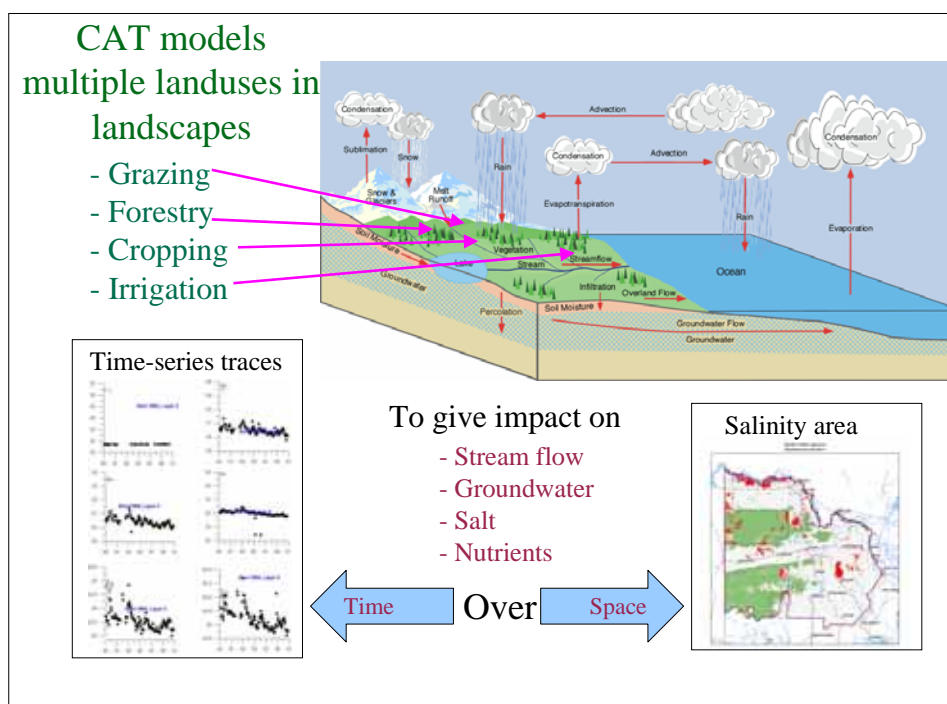 CAT models
multiple landuses in
landscapes
- Grazing
- Forestry
- Cropping
- Irrigation
Condensation
Sublimation
Snow
Snow &
Glaciers
Melt
Runoff
Rain
Advection
Condensation
Advection
Evapotranspiration
Rain
Condensation
Evaporation
Soil Moisture
Groundwater
Lake
Vegetation
Stream
Streamflow
Ocean
Infiltration
Overland Flow
Percolation
Soil Moisture
Groundwater Flow
Groundwater
Time-series traces
To give impact on
- Stream flow
- Groundwater
- Salt
- Nutrients
Salinity area
Time
Over
Space